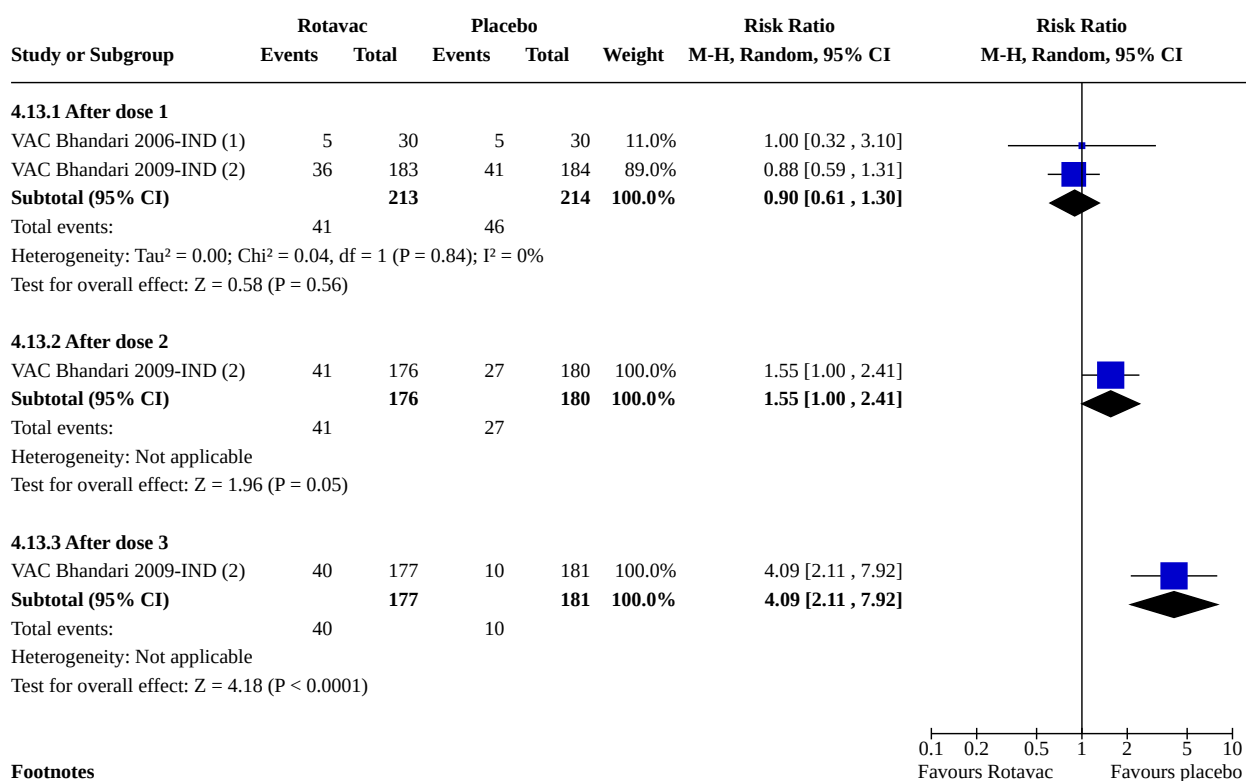 Rotavac Placebo Risk Ratio Risk Ratio
Study or Subgroup Events Total Events Total Weight M-H, Random, 95% CI M-H, Random, 95% CI
4.13.1 After dose 1
VAC Bhandari 2006-IND (1) 5 30 5 30 11.0% 1.00 [0.32 , 3.10]
VAC Bhandari 2009-IND (2) 36 183 41 184 89.0% 0.88 [0.59 , 1.31]
Subtotal (95% CI) 213 214 100.0% 0.90 [0.61 , 1.30]
Total events: 41 46
Heterogeneity: Tau² = 0.00; Chi² = 0.04, df = 1 (P = 0.84); I² = 0%
Test for overall effect: Z = 0.58 (P = 0.56)
4.13.2 After dose 2
VAC Bhandari 2009-IND (2) 41 176 27 180 100.0% 1.55 [1.00 , 2.41]
Subtotal (95% CI) 176 180 100.0% 1.55 [1.00 , 2.41]
Total events: 41 27
Heterogeneity: Not applicable
Test for overall effect: Z = 1.96 (P = 0.05)
4.13.3 After dose 3
VAC Bhandari 2009-IND (2) 40 177 10 181 100.0% 4.09 [2.11 , 7.92]
Subtotal (95% CI) 177 181 100.0% 4.09 [2.11 , 7.92]
Total events: 40 10
Heterogeneity: Not applicable
Test for overall effect: Z = 4.18 (P < 0.0001)
0.1 0.2 0.5 1 2 5 10
Footnotes Favours Rotavac Favours placebo